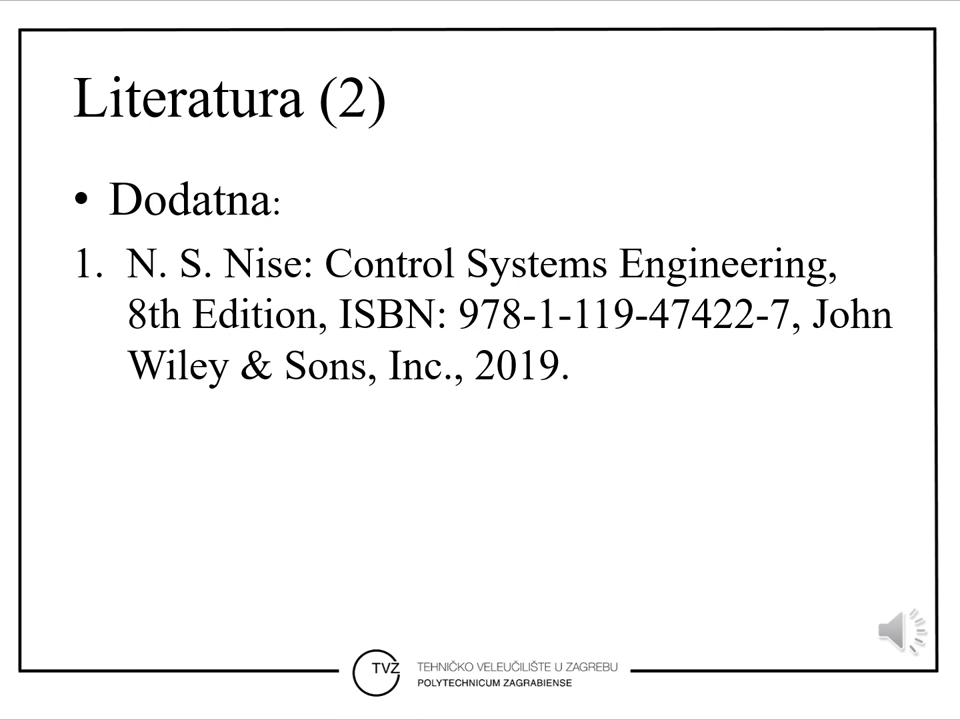 Literatura (2)
• Dodatna:
1. N. S. Nise: Control Systems Engineering,
8th Edition, ISBN: 978-1-119-47422-7, John
Wiley & Sons, Inc., 2019.
TVZ
TEHNIČKO VELEUČILIŠTE U ZAGREBU
POLYTECHNICUM ZAGRABIENSE